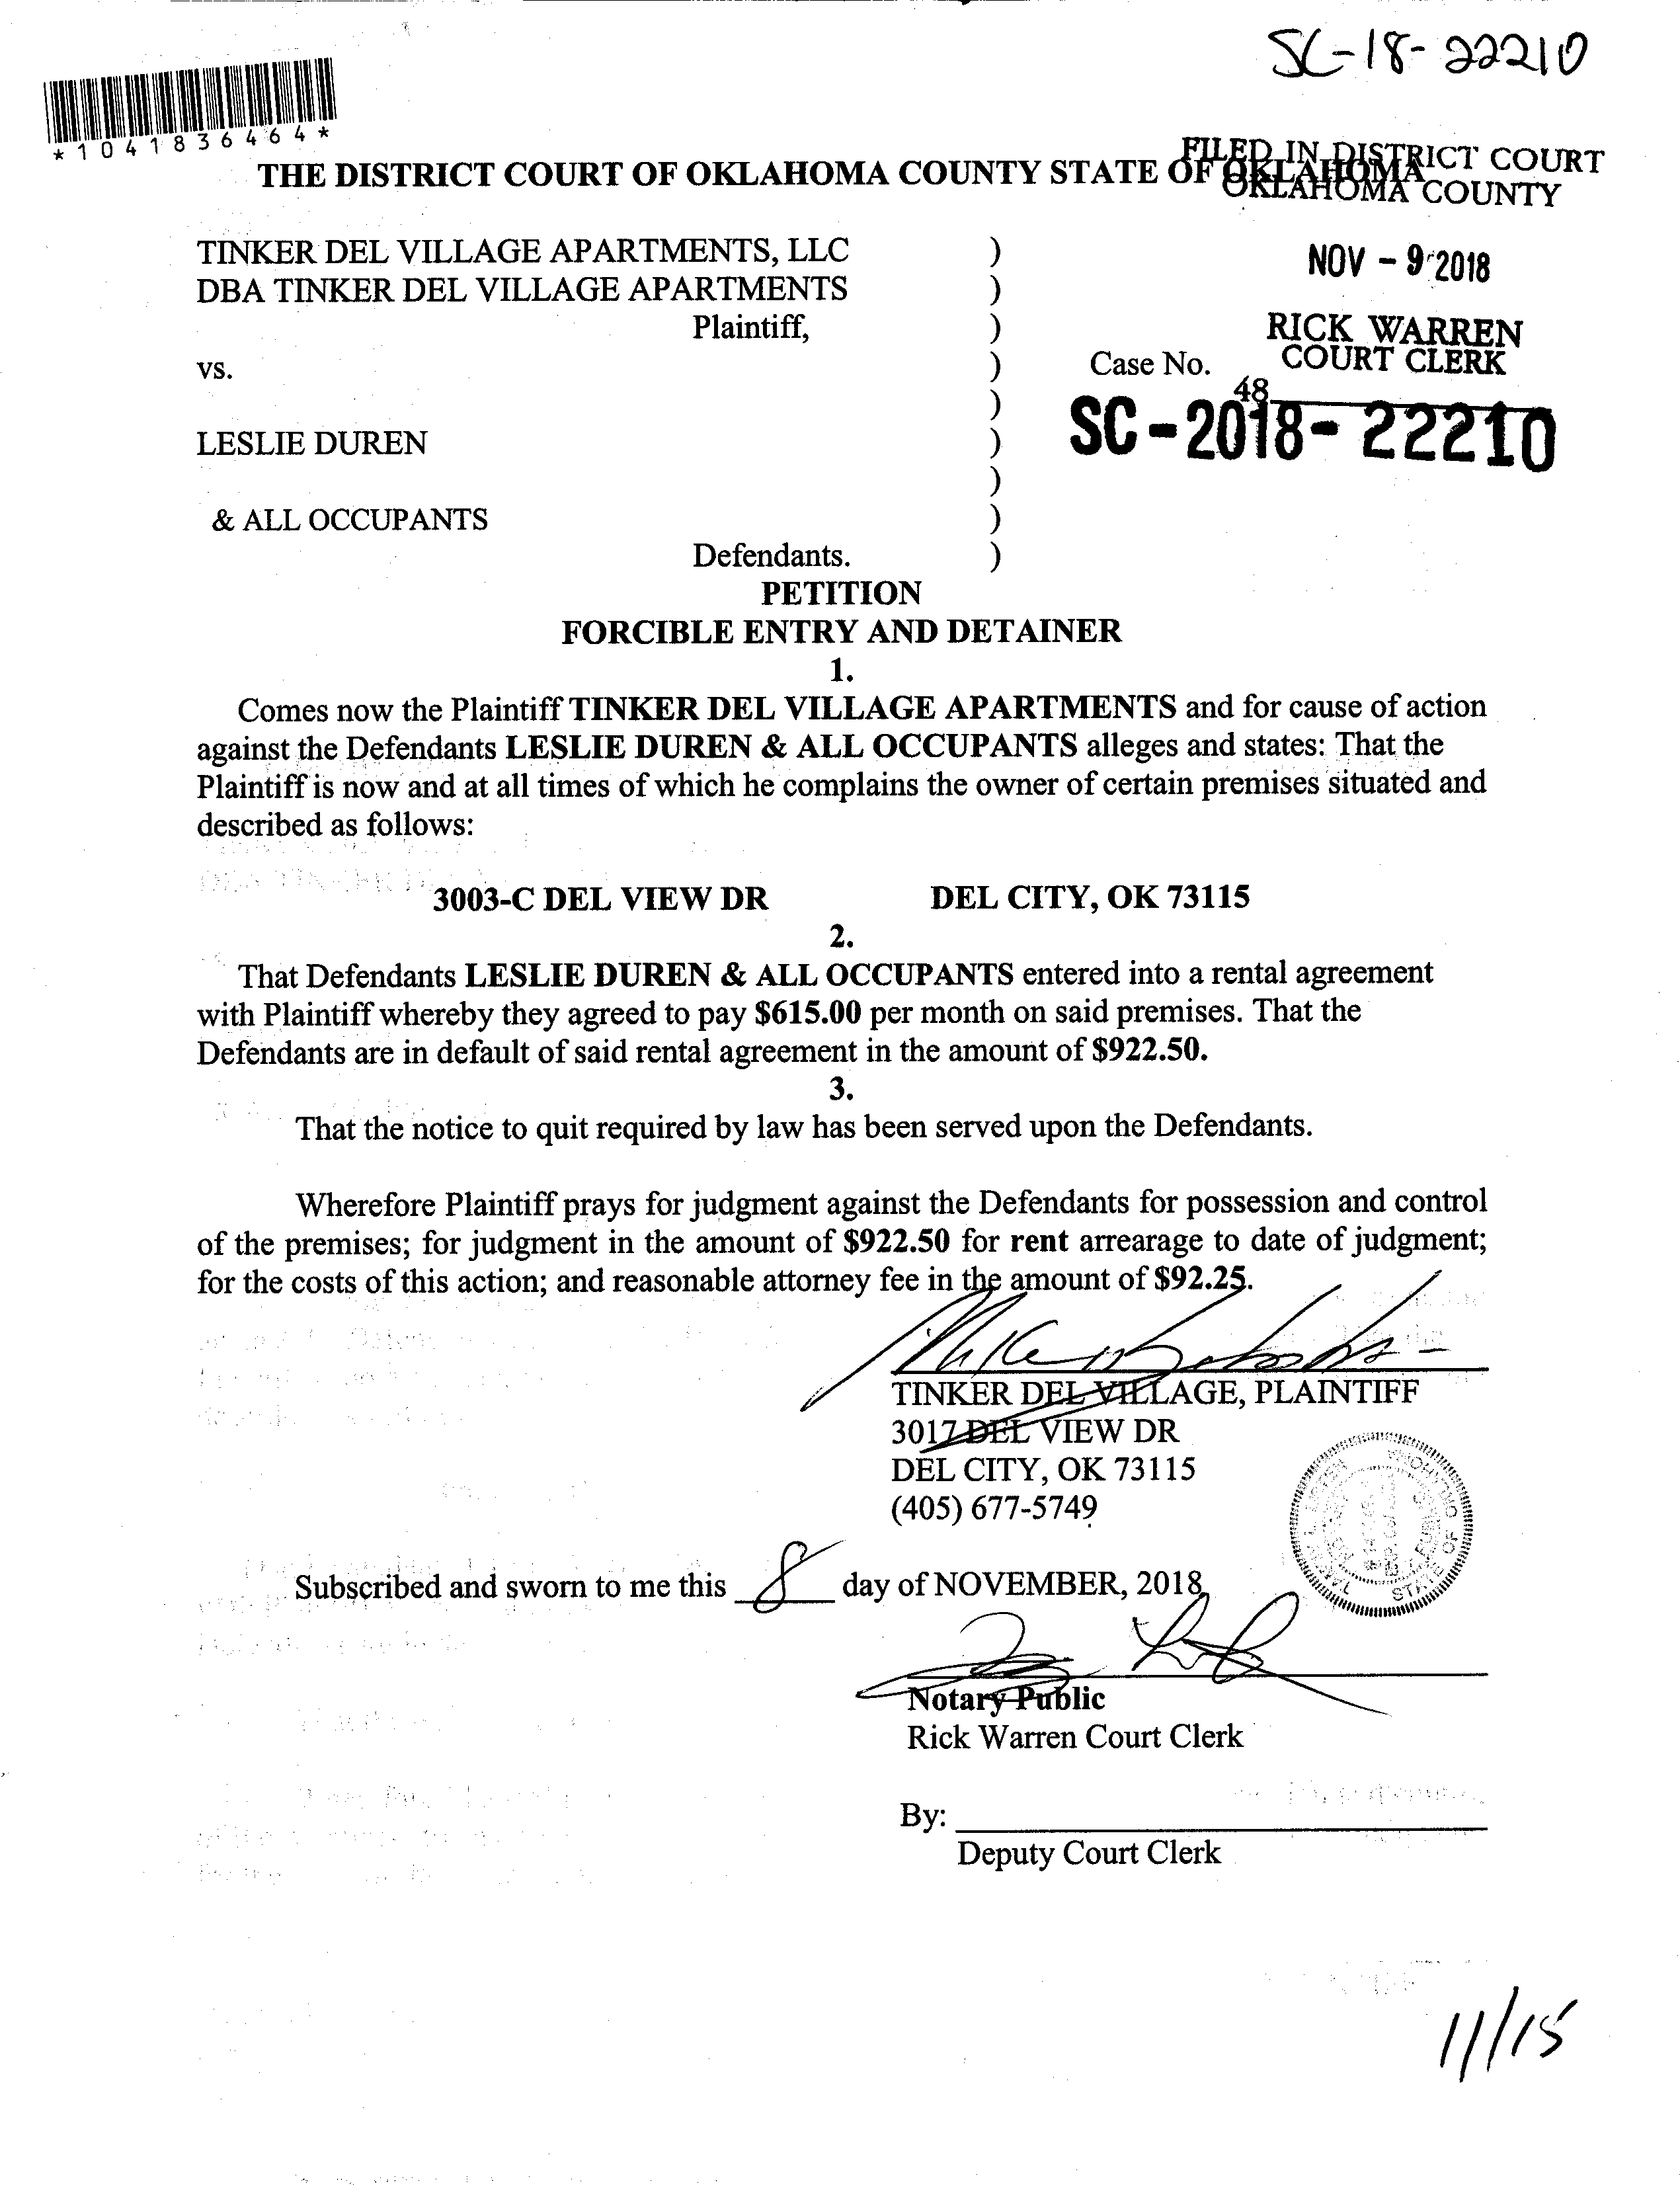 SC-18-22210
*1041836464*
FILED IN DISTRICT COURT
OKLAHOMA COUNTY
THE DISTRICT COURT OF OKLAHOMA COUNTY STATE OF OKLAHOMA
TINKER DEL VILLAGE APARTMENTS, LLC )
DBA TINKER DEL VILLAGE APARTMENTS )
NOV - 9 2018
Plaintiff, )
RICK WARREN
COURT CLERK
vs. ) Case No.
48
)
SC-2018-22210
LESLIE DUREN )
)
& ALL OCCUPANTS )
Defendants. )
PETITION
FORCIBLE ENTRY AND DETAINER
1.
Comes now the Plaintiff TINKER DEL VILLAGE APARTMENTS and for cause of action
against the Defendants LESLIE DUREN & ALL OCCUPANTS alleges and states: That the
Plaintiff is now and at all times of which he complains the owner of certain premises situated and
described as follows:
3003-C DEL VIEW DR DEL CITY, OK 73115
2.
That Defendants LESLIE DUREN & ALL OCCUPANTS entered into a rental agreement
with Plaintiff whereby they agreed to pay $615.00 per month on said premises. That the
Defendants are in default of said rental agreement in the amount of $922.50.
3.
That the notice to quit required by law has been served upon the Defendants.
Wherefore Plaintiff prays for judgment against the Defendants for possession and control
of the premises; for judgment in the amount of $922.50 for rent arrearage to date of judgment;
for the costs of this action; and reasonable attorney fee in the amount of $92.25.
TINKER DEL VILLAGE, PLAINTIFF
3017 DEL VIEW DR
DEL CITY, OK 73115
(405) 677-5749
Subscribed and sworn to me this 8 day of NOVEMBER, 2018
Notary Public
Rick Warren Court Clerk
By:
Deputy Court Clerk
11/15